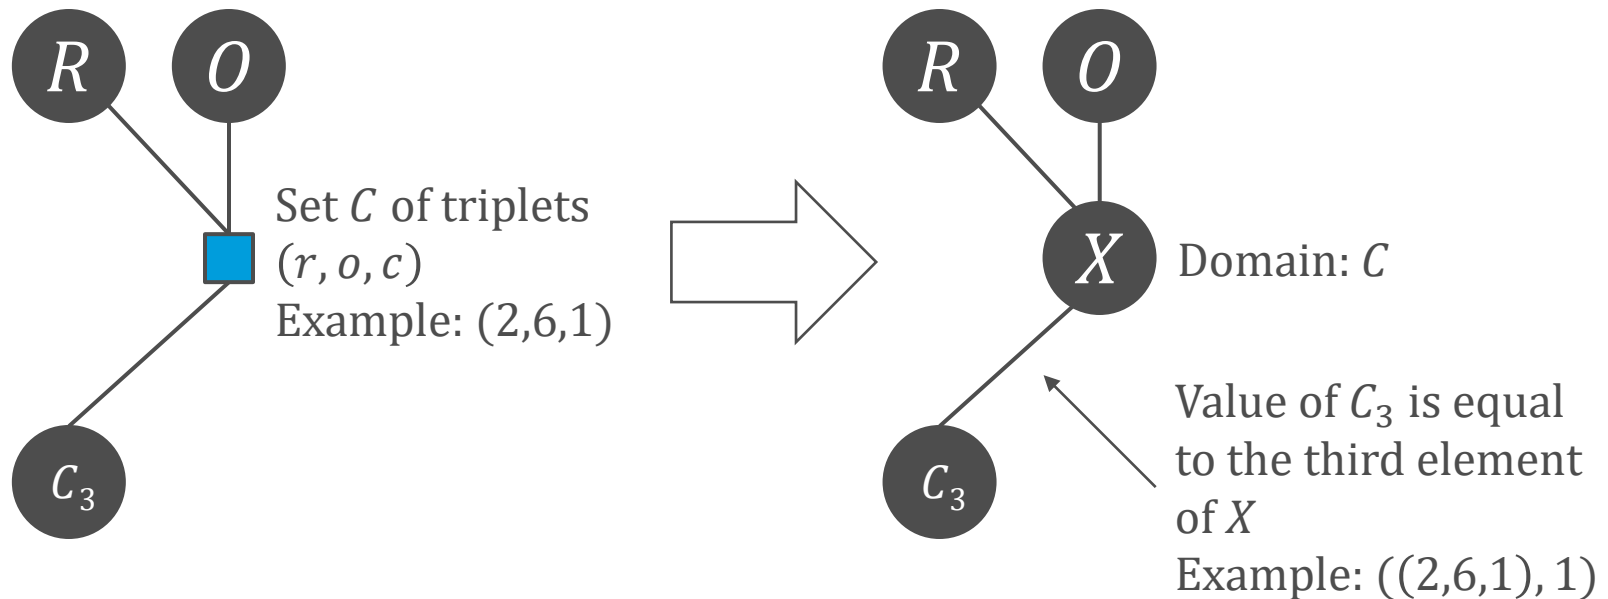 R
O
Set C of triplets
(r, o, c)
Example: (2,6,1)
C₃
R
O
X
Domain: C
C₃
Value of C₃ is equal
to the third element
of X
Example: ((2,6,1), 1)